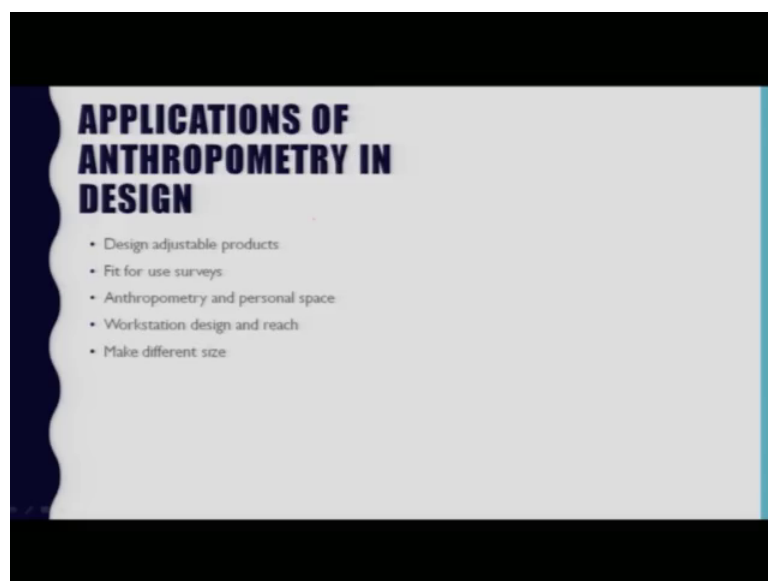 APPLICATIONS OF
ANTHROPOMETRY IN
DESIGN
• Design adjustable products
• Fit for use surveys
• Anthropometry and personal space
• Workstation design and reach
• Make different size